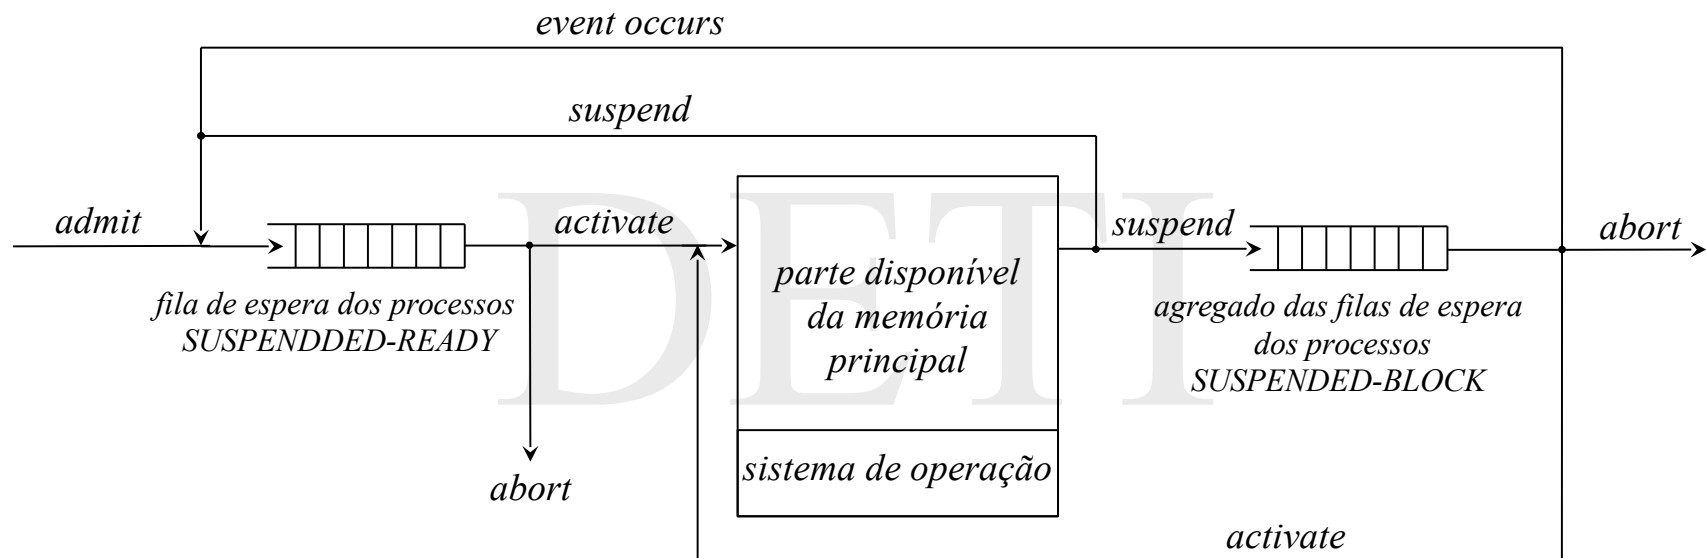 event occurs
suspend
admit
activate
suspend
abort
fila de espera dos processos
SUSPENDDED-READY
parte disponível
da memória
principal
agregado das filas de espera
dos processos
SUSPENDED-BLOCK
DETI
sistema de operação
abort
activate